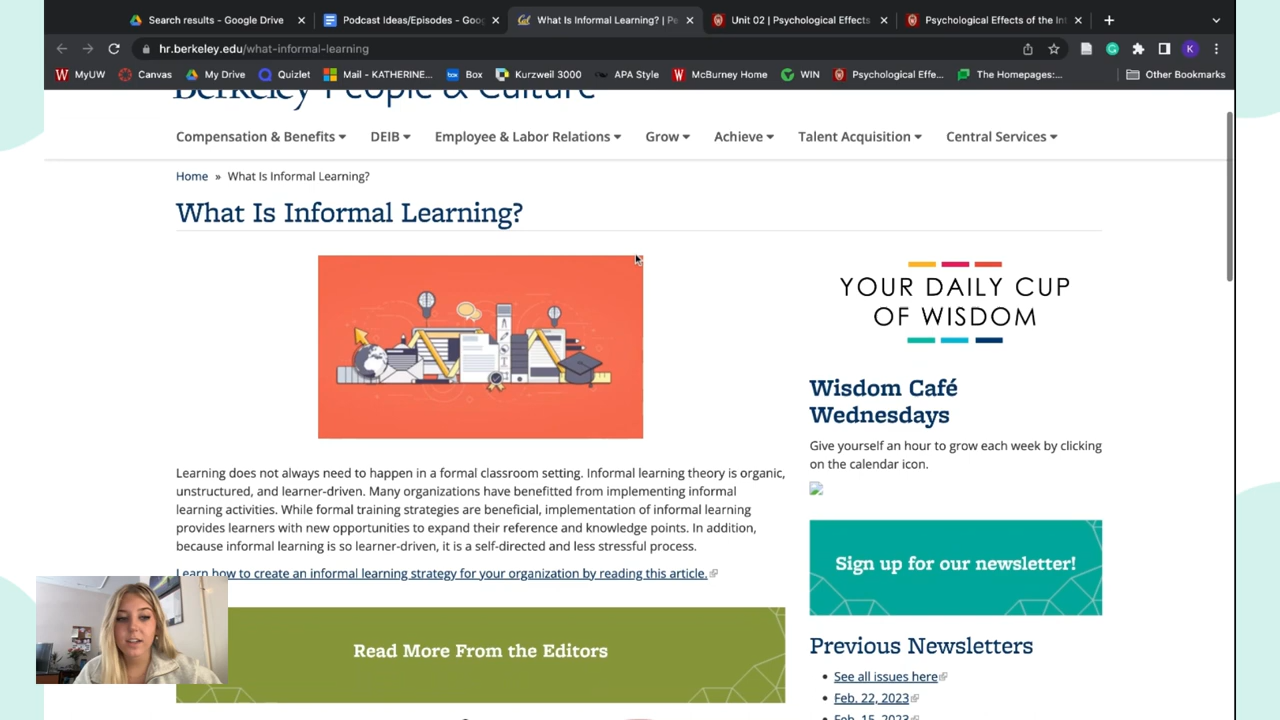 Search results - Google Drive
Podcast Ideas/Episodes - Goo
What Is Informal Learning? | Pe
Unit 02 | Psychological Effects
Psychological Effects of the Int
hr.berkeley.edu/what-informal-learning
K
MyUW
Canvas
My Drive
Quizlet
Mail - KATHERINE...
Box
Kurzweil 3000
APA Style
McBurney Home
WIN
Psychological Effe...
The Homepages:...
Other Bookmarks
Berkeley People & Culture
Compensation & Benefits
DEIB
Employee & Labor Relations
Grow
Achieve
Talent Acquisition
Central Services
Home » What Is Informal Learning?
What Is Informal Learning?
Learning does not always need to happen in a formal classroom setting. Informal learning theory is organic,
unstructured, and learner-driven. Many organizations have benefitted from implementing informal
learning activities. While formal training strategies are beneficial, implementation of informal learning
provides learners with new opportunities to expand their reference and knowledge points. In addition,
because informal learning is so learner-driven, it is a self-directed and less stressful process.
Learn how to create an informal learning strategy for your organization by reading this article.
Read More From the Editors
YOUR DAILY CUP
OF WISDOM
Wisdom Café
Wednesdays
Give yourself an hour to grow each week by clicking
on the calendar icon.
Sign up for our newsletter!
Previous Newsletters
• See all issues here
• Feb. 22, 2023
• Feb. 15, 2023